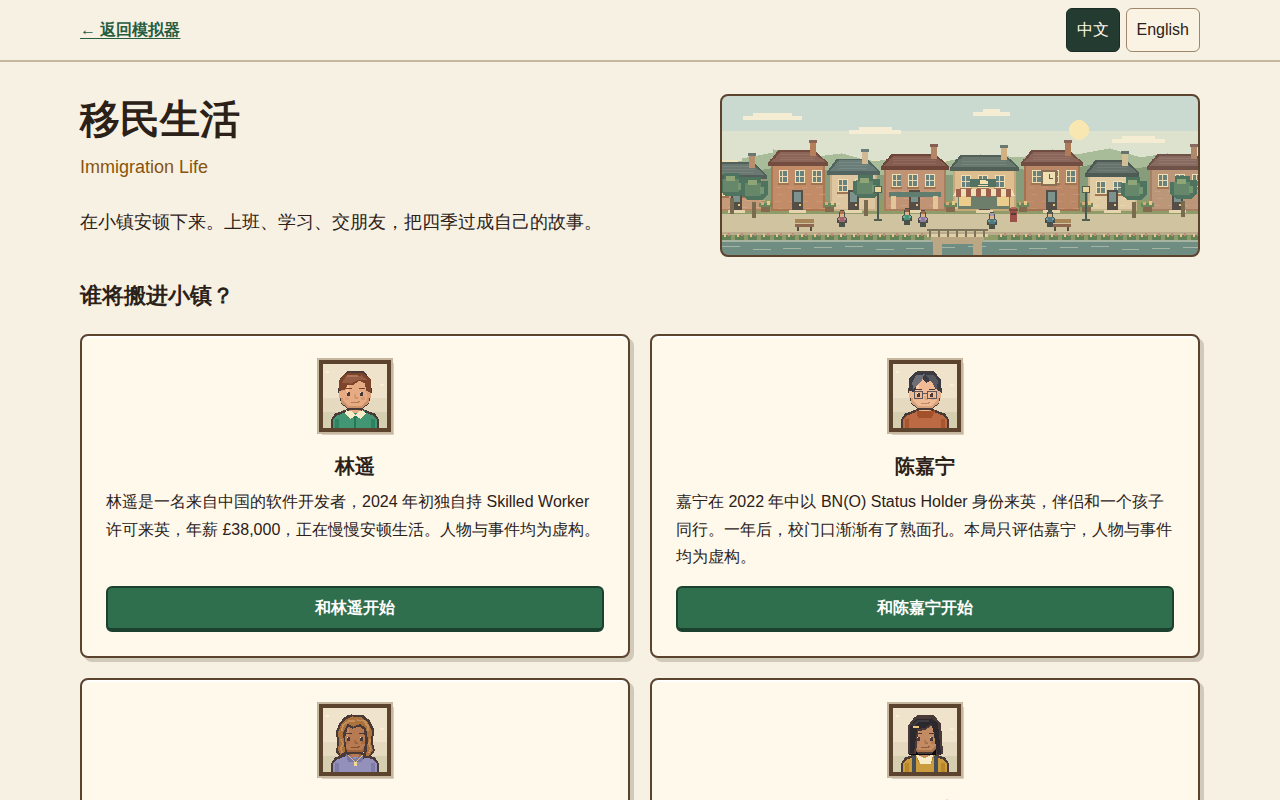 ← 返回模拟器
中文
English
移民生活
Immigration Life
在小镇安顿下来。上班、学习、交朋友，把四季过成自己的故事。
谁将搬进小镇？
林遥
林遥是一名来自中国的软件开发者，2024 年初独自持 Skilled Worker
许可来英，年薪 £38,000，正在慢慢安顿生活。人物与事件均为虚构。
和林遥开始
陈嘉宁
嘉宁在 2022 年中以 BN(O) Status Holder 身份来英，伴侣和一个孩子
同行。一年后，校门口渐渐有了熟面孔。本局只评估嘉宁，人物与事件
均为虚构。
和陈嘉宁开始